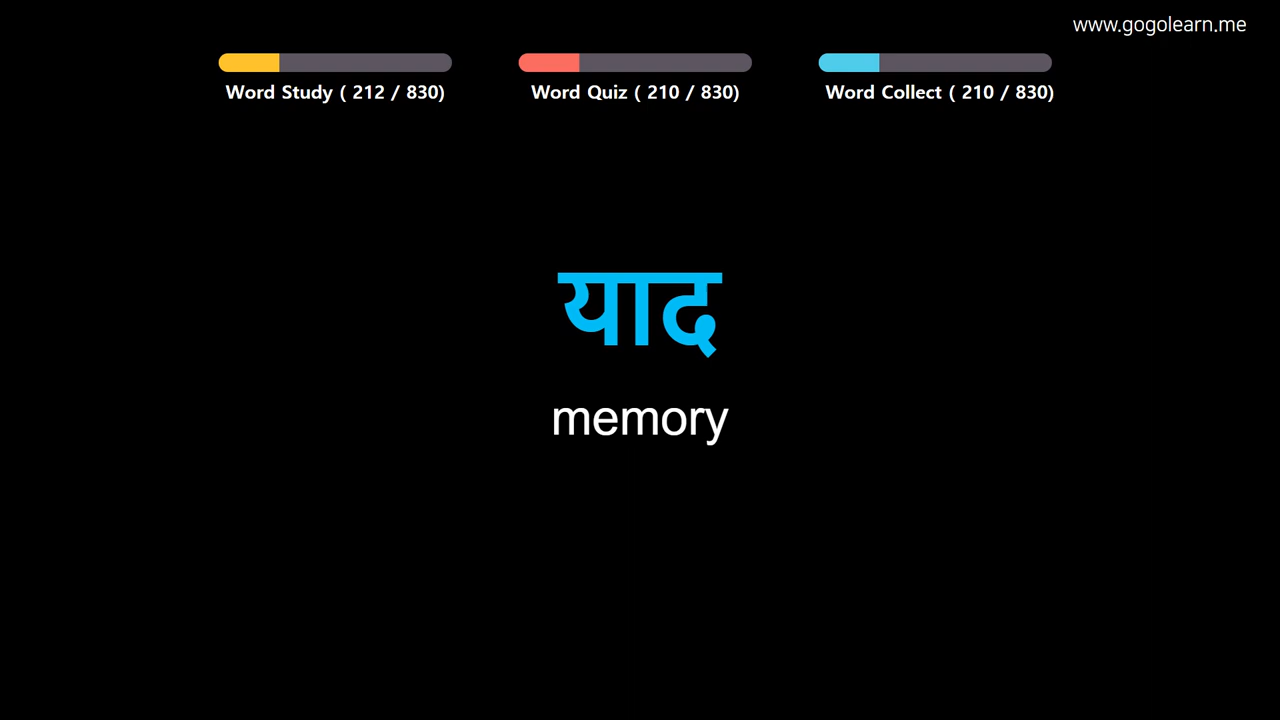 www.gogolearn.me
Word Study ( 212 / 830)
Word Quiz ( 210 / 830)
Word Collect ( 210 / 830)
याद
memory